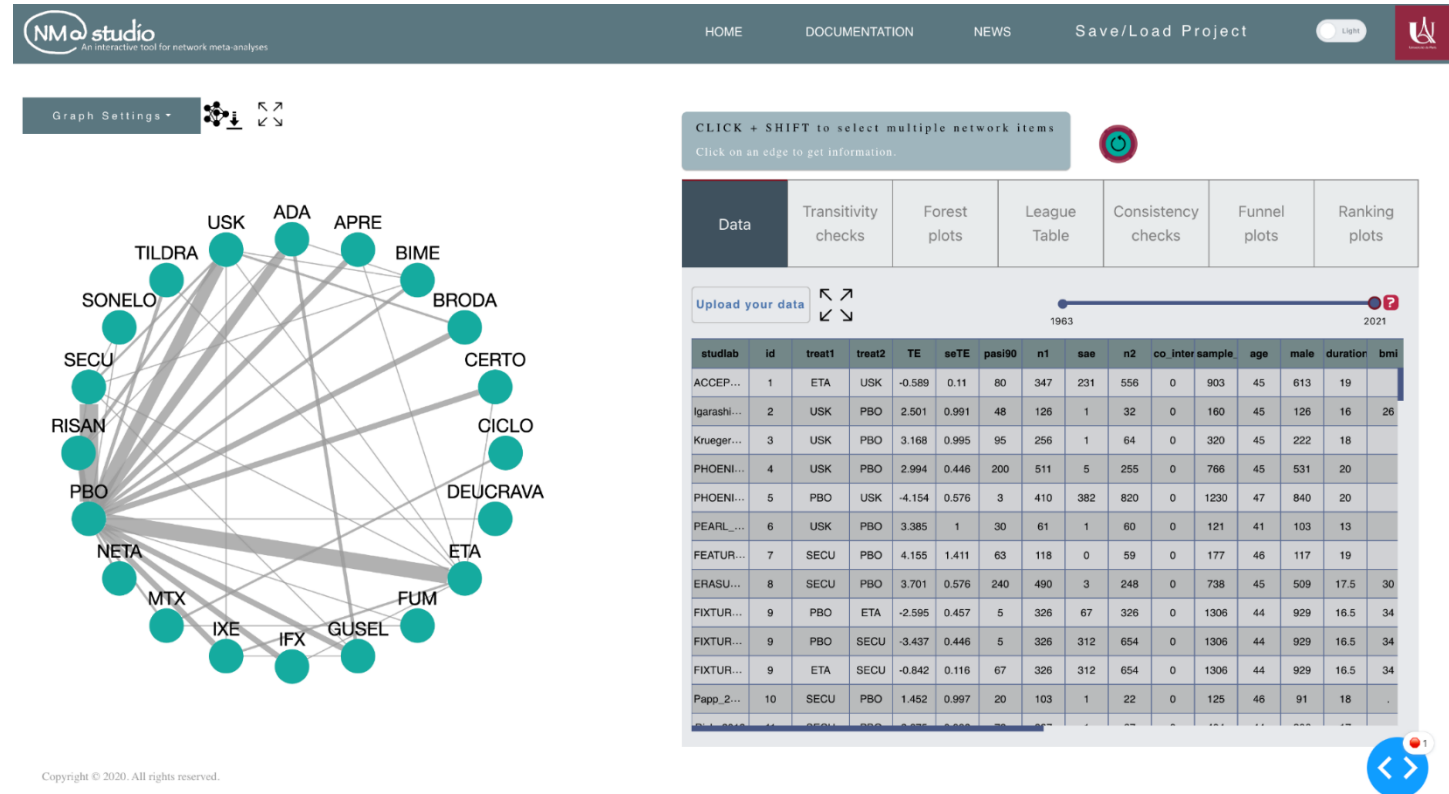 NMa studio
An interactive tool for network meta-analyses
HOME DOCUMENTATION NEWS Save/Load Project Light
Graph Settings
CLICK + SHIFT to select multiple network items
Click on an edge to get information.
Data Transitivity checks Forest plots League Table Consistency checks Funnel plots Ranking plots
Upload your data
1963 2021
?
USK
ADA
APRE
TILDRA
BIME
SONELO
BRODA
SECU
CERTO
RISAN
CICLO
PBO
DEUCRAVA
NETA
ETA
MTX
FUM
IXE
IFX
GUSEL
studlab id treat1 treat2 TE seTE pasi90 n1 sae n2 co_inter sample_ age male duration bmi
ACCEP... 1 ETA USK -0.589 0.11 80 347 231 556 0 903 45 613 19
Igarashi... 2 USK PBO 2.501 0.991 48 126 1 32 0 160 45 126 16 26
Krueger... 3 USK PBO 3.168 0.995 95 256 1 64 0 320 45 222 18
PHOENI... 4 USK PBO 2.994 0.446 200 511 5 255 0 766 45 531 20
PHOENI... 5 PBO USK -4.154 0.576 3 410 382 820 0 1230 47 840 20
PEARL_... 6 USK PBO 3.385 1 30 61 1 60 0 121 41 103 13
FEATUR... 7 SECU PBO 4.155 1.411 63 118 0 59 0 177 46 117 19
ERASU... 8 SECU PBO 3.701 0.576 240 490 3 248 0 738 45 509 17.5 30
FIXTUR... 9 PBO ETA -2.595 0.457 5 326 67 326 0 1306 44 929 16.5 34
FIXTUR... 9 PBO SECU -3.437 0.446 5 326 312 654 0 1306 44 929 16.5 34
FIXTUR... 9 ETA SECU -0.842 0.116 67 326 312 654 0 1306 44 929 16.5 34
Papp_2... 10 SECU PBO 1.452 0.997 20 103 1 22 0 125 46 91 18 .
1
Copyright © 2020. All rights reserved.